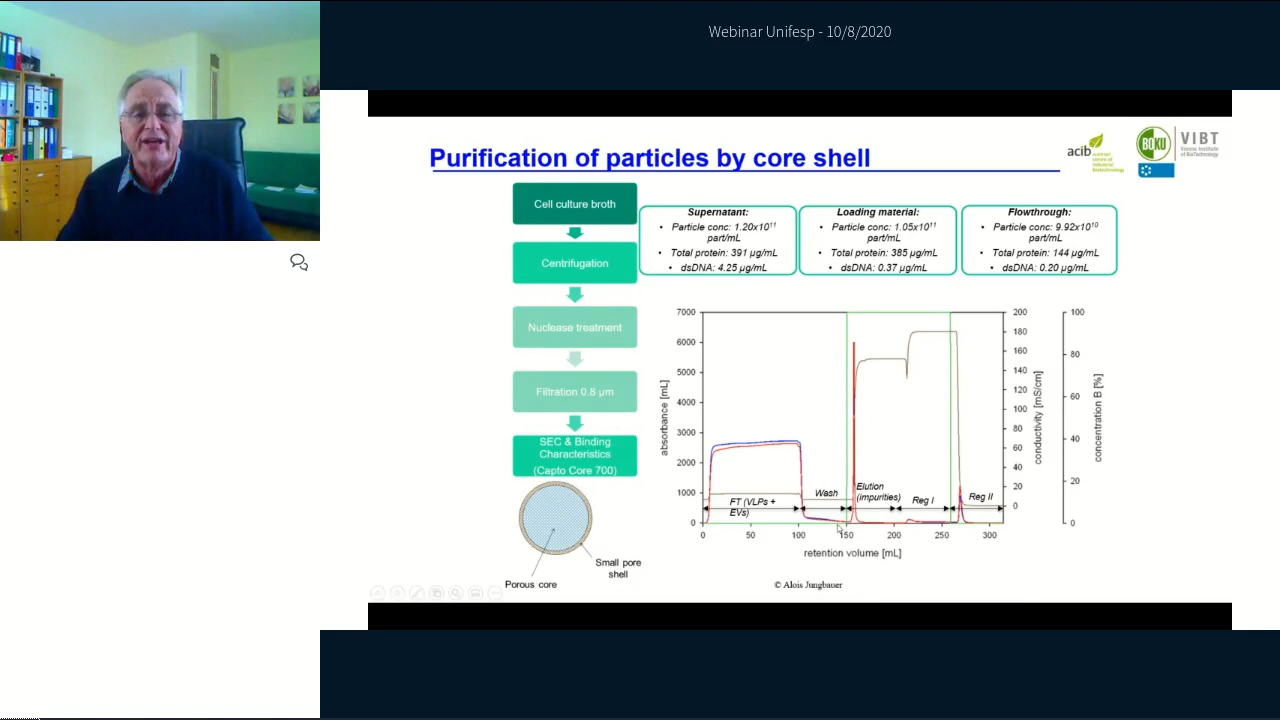 Webinar Unifesp - 10/8/2020
Purification of particles by core shell
acib
BOKU
VIBT
Vienna Institute
of BioTechnology
Cell culture broth
Centrifugation
Nuclease treatment
Filtration 0.8 µm
SEC & Binding
Characteristics
(Capto Core 700)
Small pore
shell
Porous core
Supernatant:
• Particle conc: 1.20x10¹¹
part/mL
• Total protein: 391 µg/mL
• dsDNA: 4.25 µg/mL
Loading material:
• Particle conc: 1.05x10¹¹
part/mL
• Total protein: 385 µg/mL
• dsDNA: 0.37 µg/mL
Flowthrough:
• Particle conc: 9.92x10¹⁰
part/mL
• Total protein: 144 µg/mL
• dsDNA: 0.20 µg/mL
absorbance [mL]
7000
6000
5000
4000
3000
2000
1000
0
FT (VLPs +
EVs)
Wash
Elution
(impurities)
Reg I
Reg II
0 50 100 150 200 250 300
retention volume [mL]
200
180
160
140
120
100
80
60
40
20
0
conductivity [mS/cm]
100
80
60
40
20
0
concentration B [%]
© Alois Jungbauer